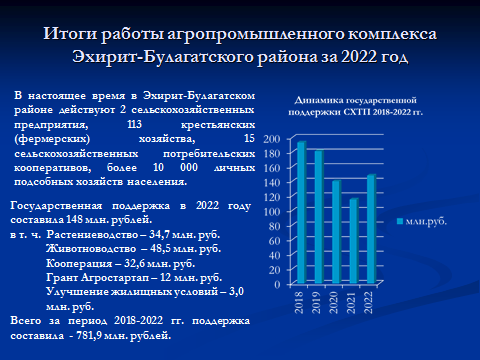 Итоги работы агропромышленного комплекса
Эхирит-Булагатского района за 2022 год
В настоящее время в Эхирит-Булагатском
районе действуют 2 сельскохозяйственных
предприятия, 113 крестьянских
(фермерских) хозяйства, 15
сельскохозяйственных потребительских
кооперативов, более 10 000 личных
подсобных хозяйств населения.
Государственная поддержка в 2022 году
составила 148 млн. рублей.
в т. ч. Растениеводство – 34,7 млн. руб.
Животноводство – 48,5 млн. руб.
Кооперация – 32,6 млн. руб.
Грант Агростартап – 12 млн. руб.
Улучшение жилищных условий – 3,0
млн. руб.
Всего за период 2018-2022 гг. поддержка
составила - 781,9 млн. рублей.
Динамика государственной
поддержки СХТП 2018-2022 гг.
200
180
160
140
120
100
80
60
40
20
0
2018
2019
2020
2021
2022
млн.руб.